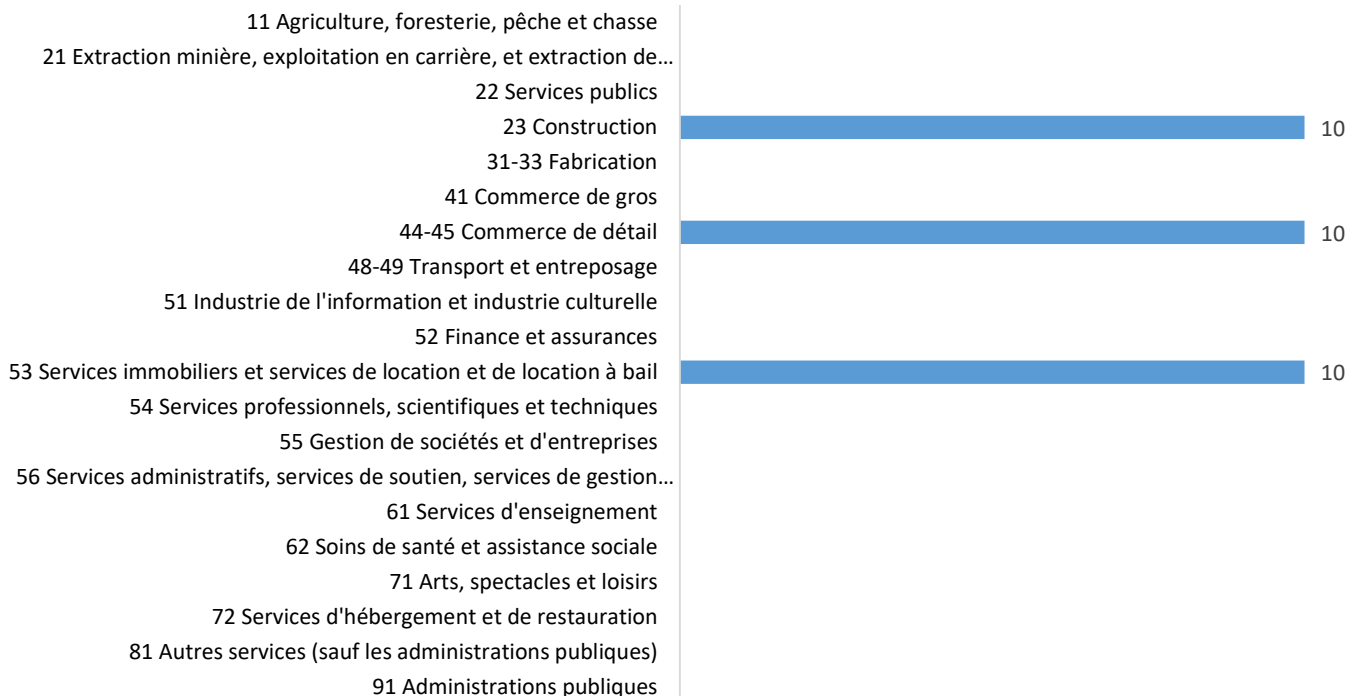 11 Agriculture, foresterie, pêche et chasse
21 Extraction minière, exploitation en carrière, et extraction de…
22 Services publics
23 Construction 10
31-33 Fabrication
41 Commerce de gros
44-45 Commerce de détail 10
48-49 Transport et entreposage
51 Industrie de l'information et industrie culturelle
52 Finance et assurances
53 Services immobiliers et services de location et de location à bail 10
54 Services professionnels, scientifiques et techniques
55 Gestion de sociétés et d'entreprises
56 Services administratifs, services de soutien, services de gestion…
61 Services d'enseignement
62 Soins de santé et assistance sociale
71 Arts, spectacles et loisirs
72 Services d'hébergement et de restauration
81 Autres services (sauf les administrations publiques)
91 Administrations publiques